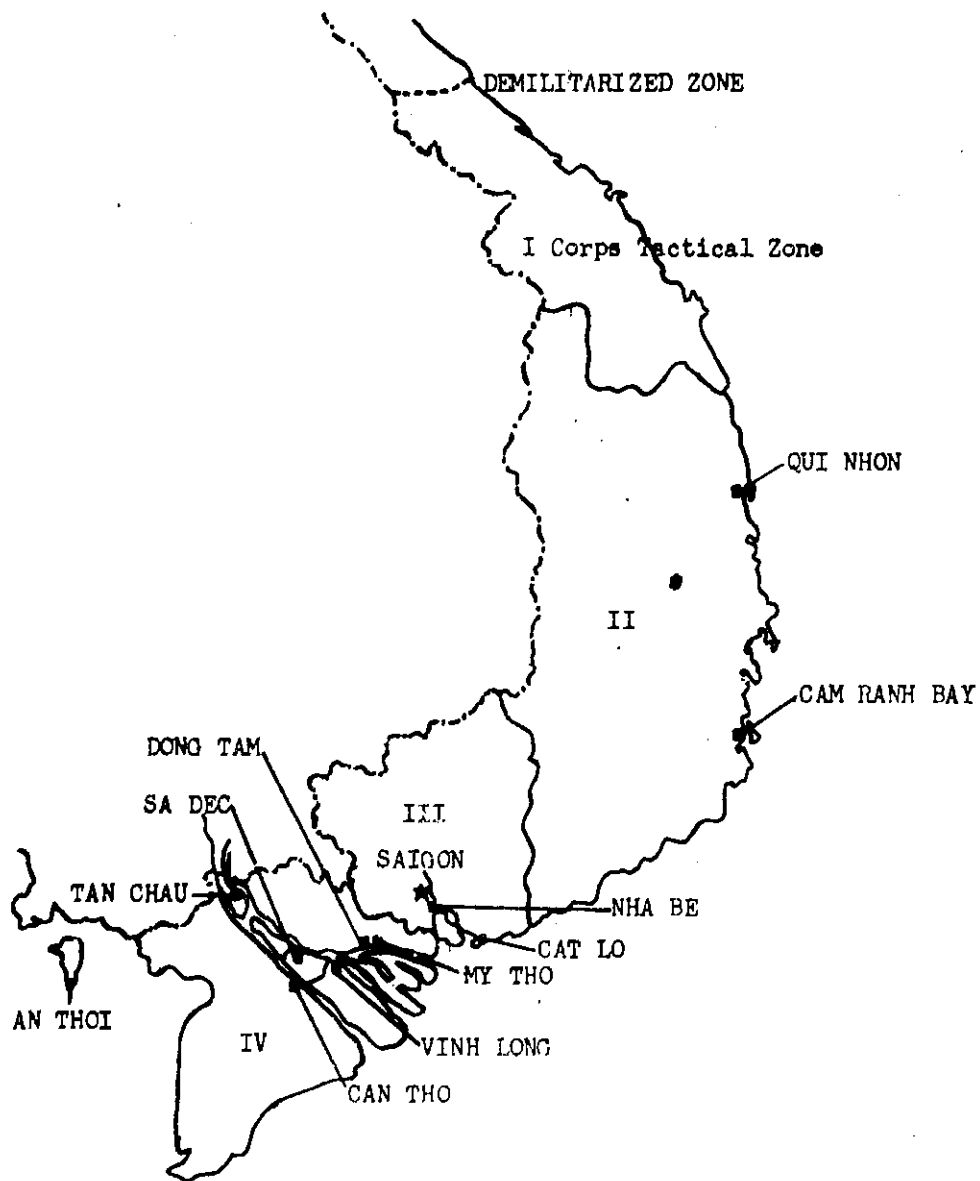 DEMILITARIZED ZONE
I Corps Tactical Zone
QUI NHON
II
CAM RANH BAY
DONG TAM
SA DEC
III
SAIGON
TAN CHAU
NHA BE
CAT LO
MY THO
AN THOI
IV
VINH LONG
CAN THO